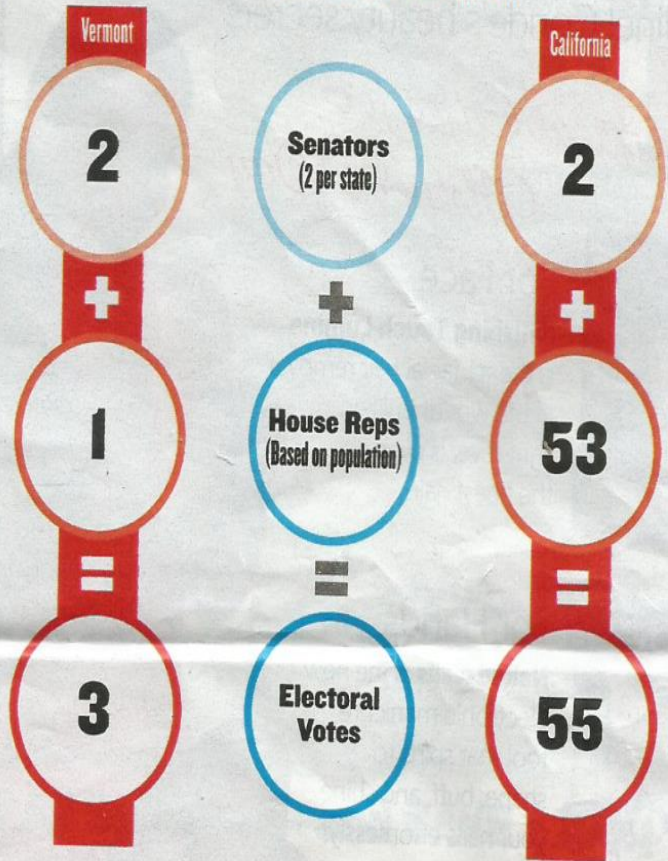 Vermont
California
2
Senators
(2 per state)
2
+
+
+
1
House Reps
(Based on population)
53
=
=
=
3
Electoral
Votes
55